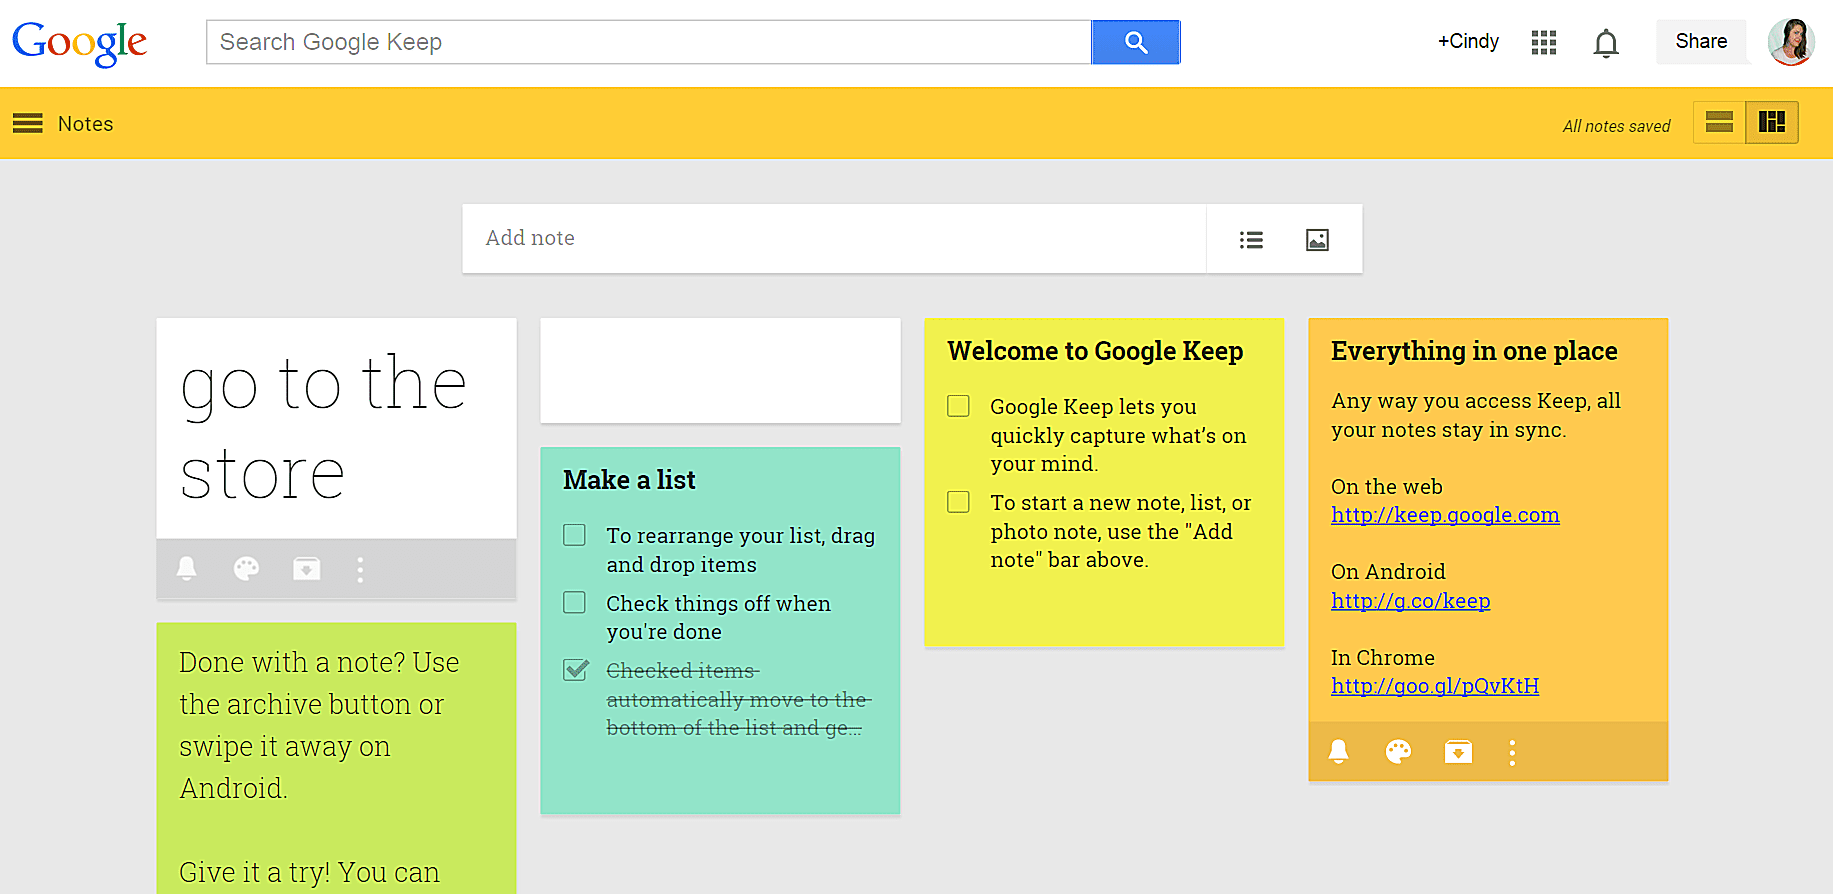 Google
Search Google Keep
+Cindy
Share
Notes
All notes saved
Add note
go to the
store
Done with a note? Use
the archive button or
swipe it away on
Android.
Give it a try! You can
Make a list
To rearrange your list, drag
and drop items
Check things off when
you're done
Checked items
automatically move to the
bottom of the list and ge...
Welcome to Google Keep
Google Keep lets you
quickly capture what’s on
your mind.
To start a new note, list, or
photo note, use the "Add
note" bar above.
Everything in one place
Any way you access Keep, all
your notes stay in sync.
On the web
http://keep.google.com
On Android
http://g.co/keep
In Chrome
http://goo.gl/pQvKtH